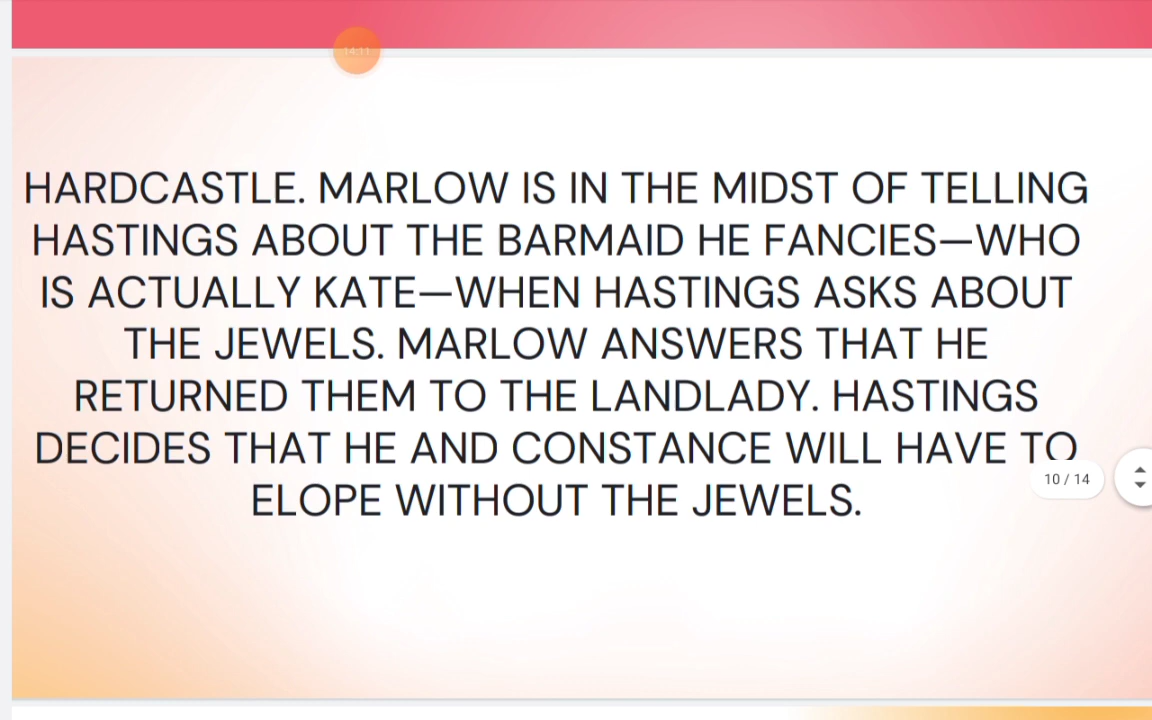 14:11
HARDCASTLE. MARLOW IS IN THE MIDST OF TELLING
HASTINGS ABOUT THE BARMAID HE FANCIES—WHO
IS ACTUALLY KATE—WHEN HASTINGS ASKS ABOUT
THE JEWELS. MARLOW ANSWERS THAT HE
RETURNED THEM TO THE LANDLADY. HASTINGS
DECIDES THAT HE AND CONSTANCE WILL HAVE TO
10 / 14
ELOPE WITHOUT THE JEWELS.